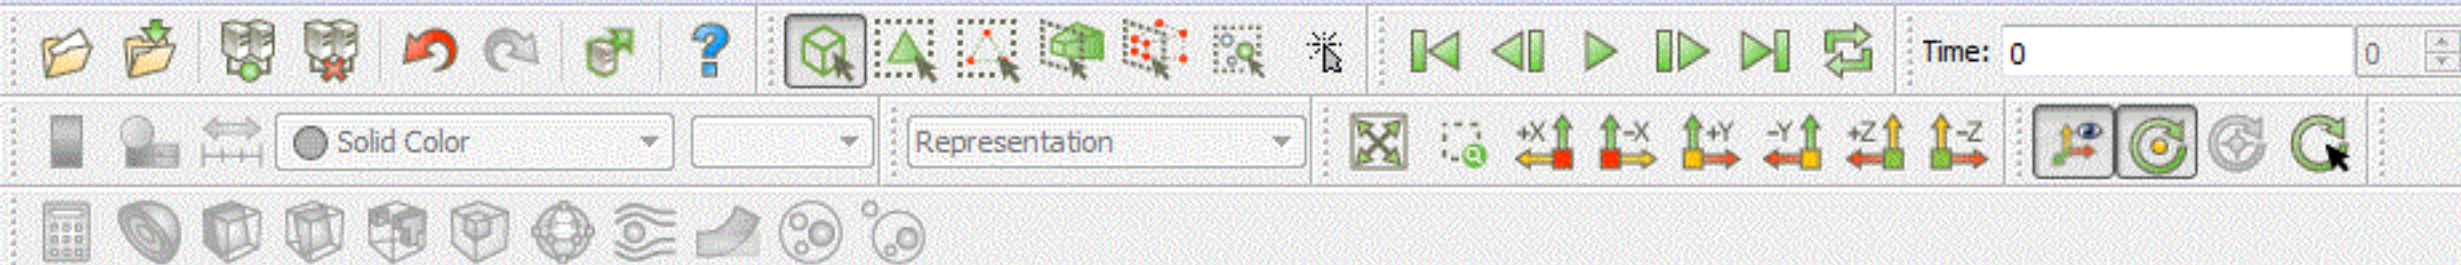 ? Time: 0 0
Solid Color Representation +X -X +Y -Y +Z -Z